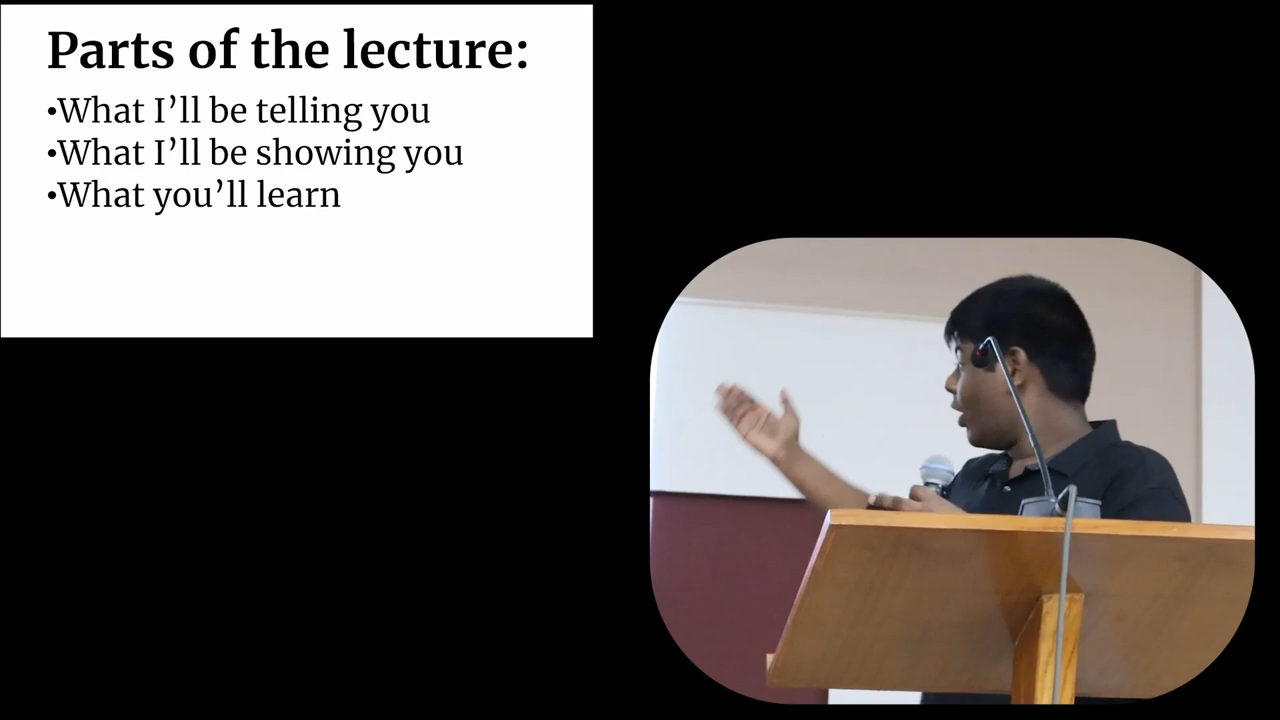 Parts of the lecture:
•What I’ll be telling you
•What I’ll be showing you
•What you’ll learn